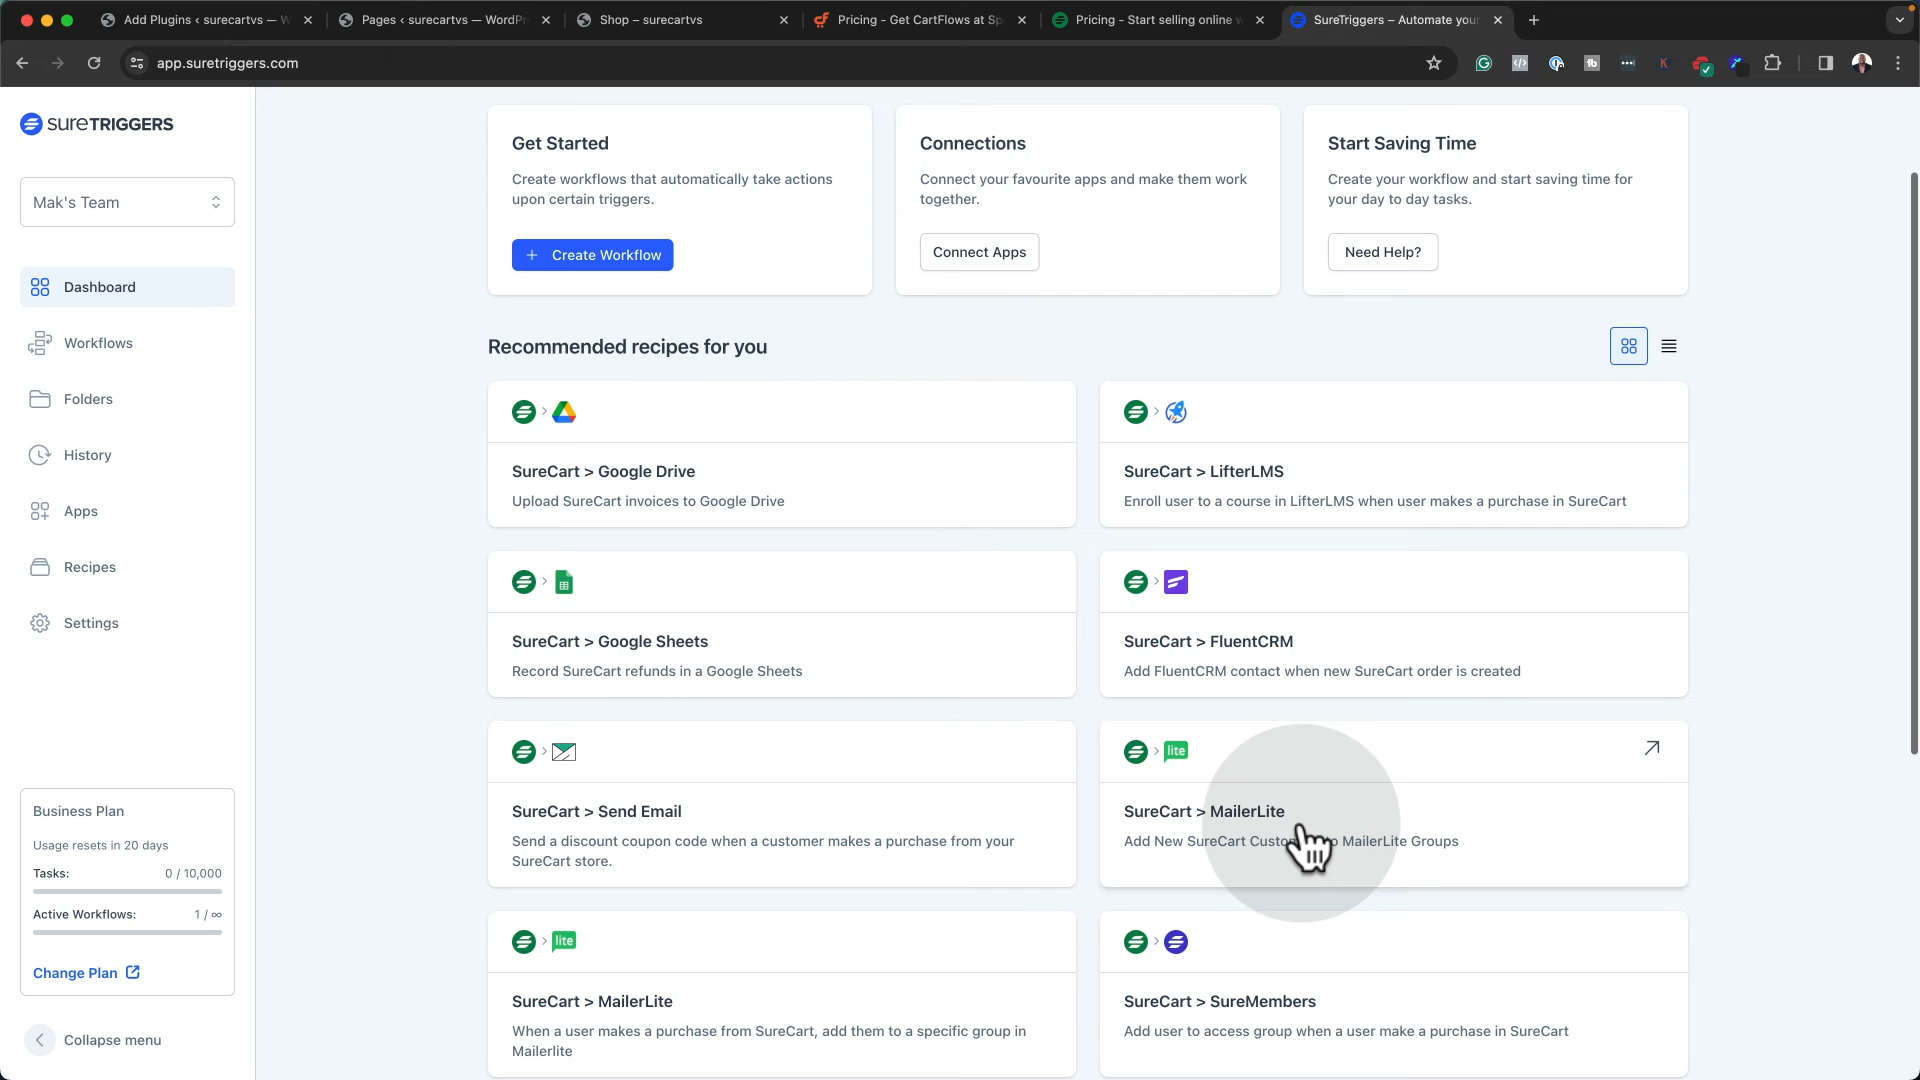 Add Plugins ‹ surecartvs — W
Pages ‹ surecartvs — WordPr
Shop – surecartvs
Pricing - Get CartFlows at Sp
Pricing - Start selling online w
SureTriggers – Automate your
app.suretriggers.com
SureTRIGGERS
Mak's Team
Dashboard
Workflows
Folders
History
Apps
Recipes
Settings
Business Plan
Usage resets in 20 days
Tasks: 0 / 10,000
Active Workflows: 1 / ∞
Change Plan
Collapse menu
Get Started
Create workflows that automatically take actions
upon certain triggers.
+ Create Workflow
Connections
Connect your favourite apps and make them work
together.
Connect Apps
Start Saving Time
Create your workflow and start saving time for
your day to day tasks.
Need Help?
Recommended recipes for you
SureCart > Google Drive
Upload SureCart invoices to Google Drive
SureCart > LifterLMS
Enroll user to a course in LifterLMS when user makes a purchase in SureCart
SureCart > Google Sheets
Record SureCart refunds in a Google Sheets
SureCart > FluentCRM
Add FluentCRM contact when new SureCart order is created
SureCart > Send Email
Send a discount coupon code when a customer makes a purchase from your
SureCart store.
lite
SureCart > MailerLite
Add New SureCart Custo o MailerLite Groups
lite
SureCart > MailerLite
When a user makes a purchase from SureCart, add them to a specific group in
Mailerlite
SureCart > SureMembers
Add user to access group when a user make a purchase in SureCart